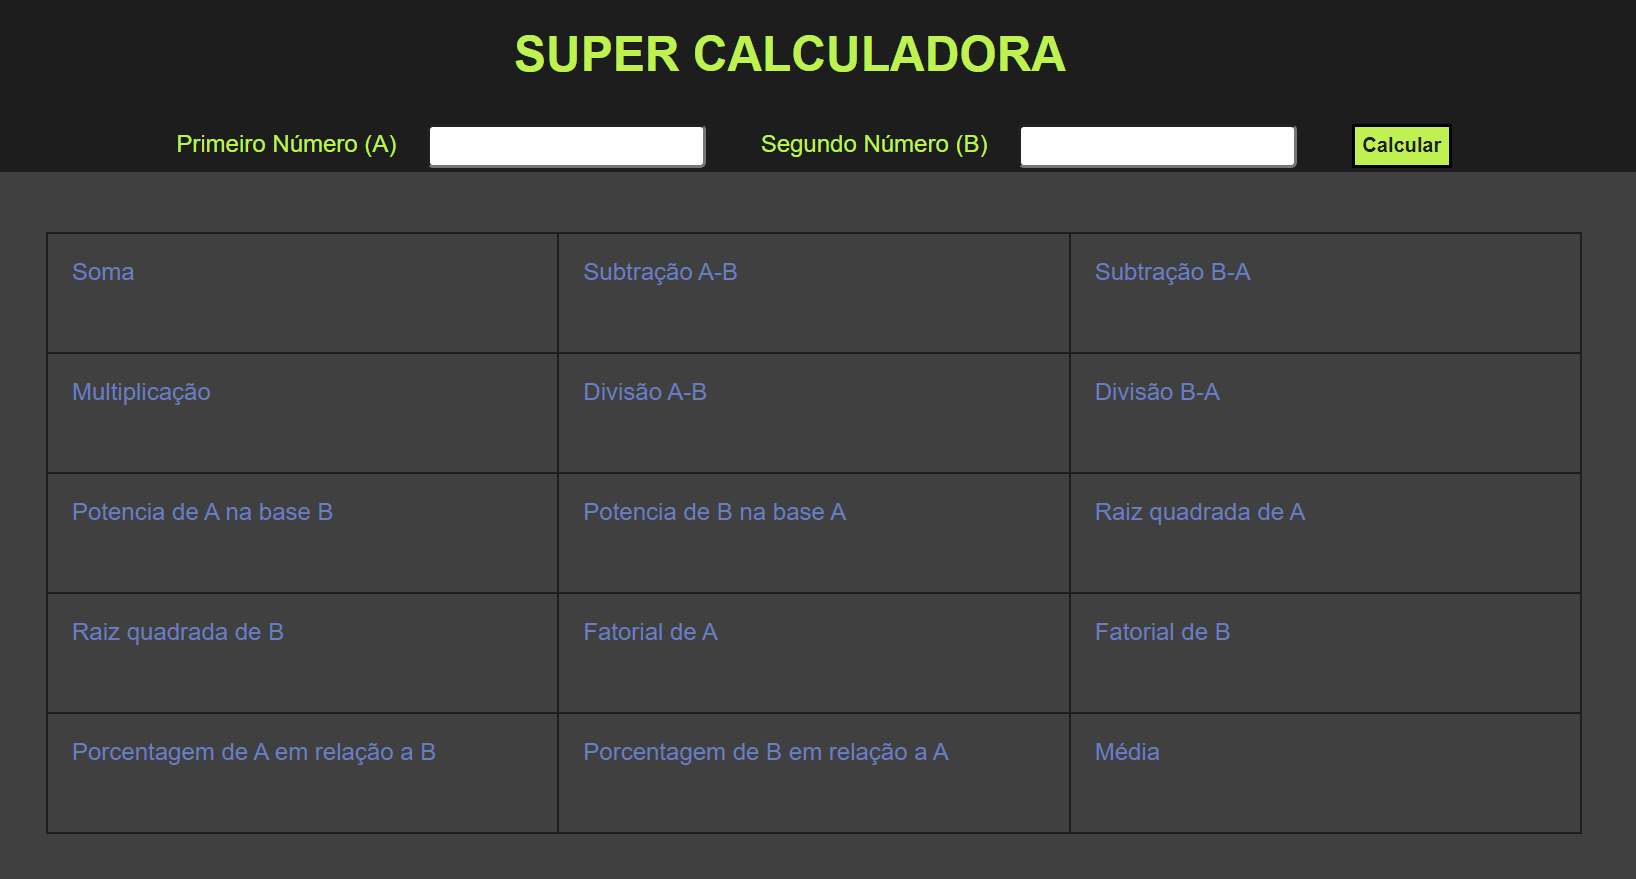 SUPER CALCULADORA
Primeiro Número (A) Segundo Número (B) Calcular
Soma Subtração A-B Subtração B-A
Multiplicação Divisão A-B Divisão B-A
Potencia de A na base B Potencia de B na base A Raiz quadrada de A
Raiz quadrada de B Fatorial de A Fatorial de B
Porcentagem de A em relação a B Porcentagem de B em relação a A Média